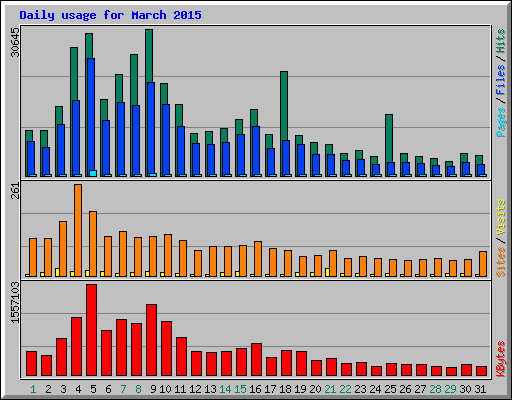 Daily usage for March 2015
30645
Pages/Files/Hits
261
Sites/Visits
1557103
KBytes
1 2 3 4 5 6 7 8 9 10 11 12 13 14 15 16 17 18 19 20 21 22 23 24 25 26 27 28 29 30 31